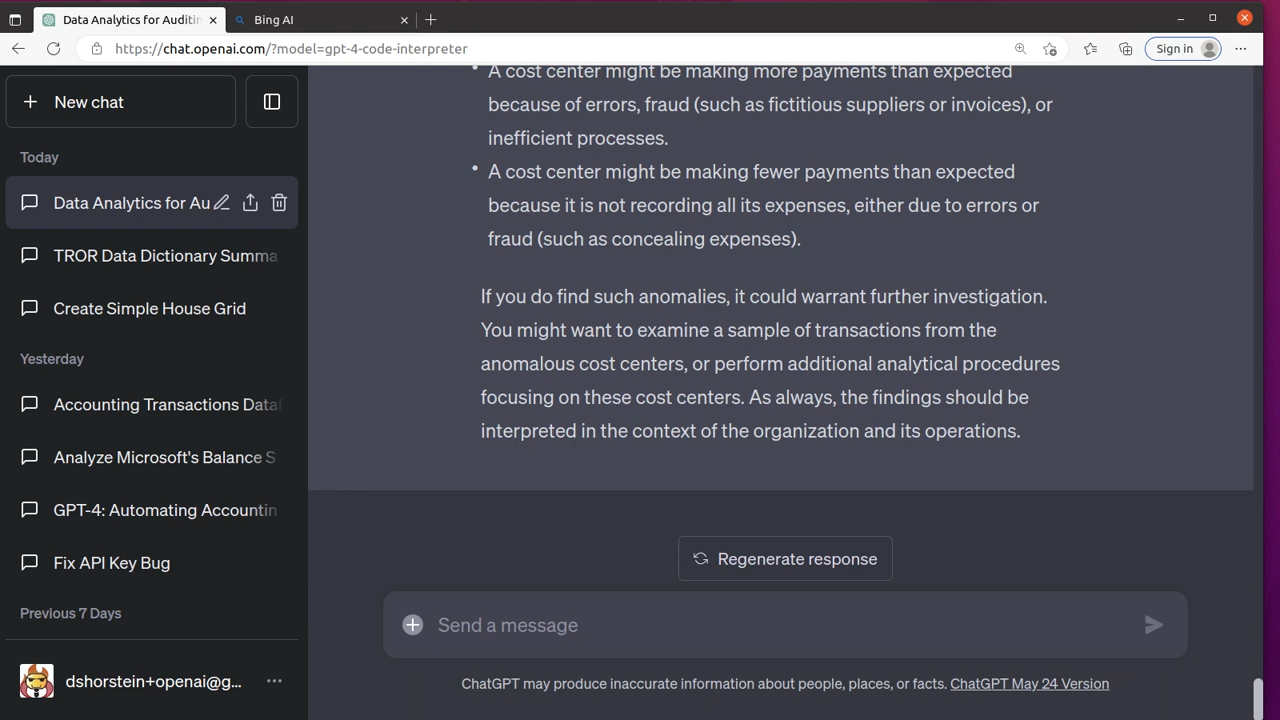 Data Analytics for Auditin
Bing AI
https://chat.openai.com/?model=gpt-4-code-interpreter
Sign in
New chat
Today
Data Analytics for Au
TROR Data Dictionary Summa
Create Simple House Grid
Yesterday
Accounting Transactions Dataf
Analyze Microsoft's Balance S
GPT-4: Automating Accountin
Fix API Key Bug
Previous 7 Days
dshorstein+openai@g...
• A cost center might be making more payments than expected
because of errors, fraud (such as fictitious suppliers or invoices), or
inefficient processes.
• A cost center might be making fewer payments than expected
because it is not recording all its expenses, either due to errors or
fraud (such as concealing expenses).
If you do find such anomalies, it could warrant further investigation.
You might want to examine a sample of transactions from the
anomalous cost centers, or perform additional analytical procedures
focusing on these cost centers. As always, the findings should be
interpreted in the context of the organization and its operations.
Regenerate response
Send a message
ChatGPT may produce inaccurate information about people, places, or facts. ChatGPT May 24 Version